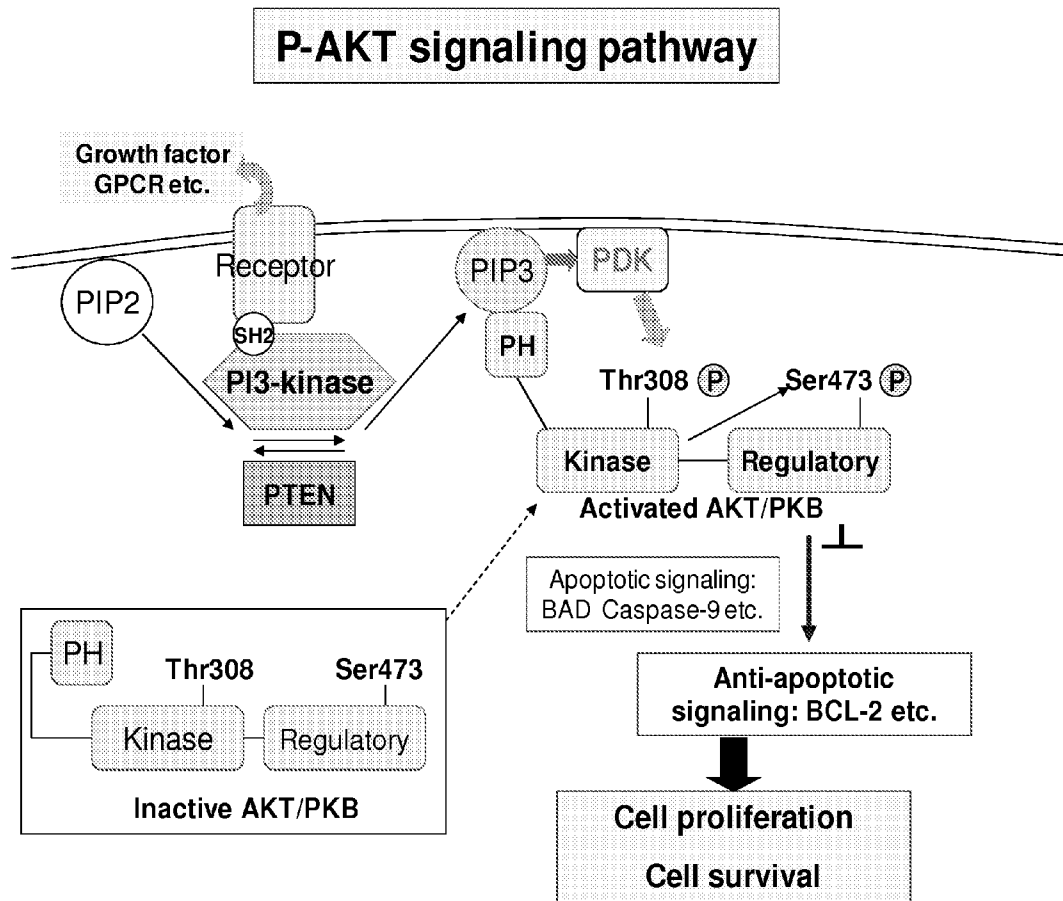 P-AKT signaling pathway
Growth factor
GPCR etc.
Receptor
PIP2
SH2
PI3-kinase
PTEN
PIP3
PDK
PH
Thr308 P
Ser473 P
Kinase
Regulatory
Activated AKT/PKB
Apoptotic signaling:
BAD Caspase-9 etc.
PH
Thr308
Ser473
Kinase
Regulatory
Inactive AKT/PKB
Anti-apoptotic
signaling: BCL-2 etc.
Cell proliferation
Cell survival